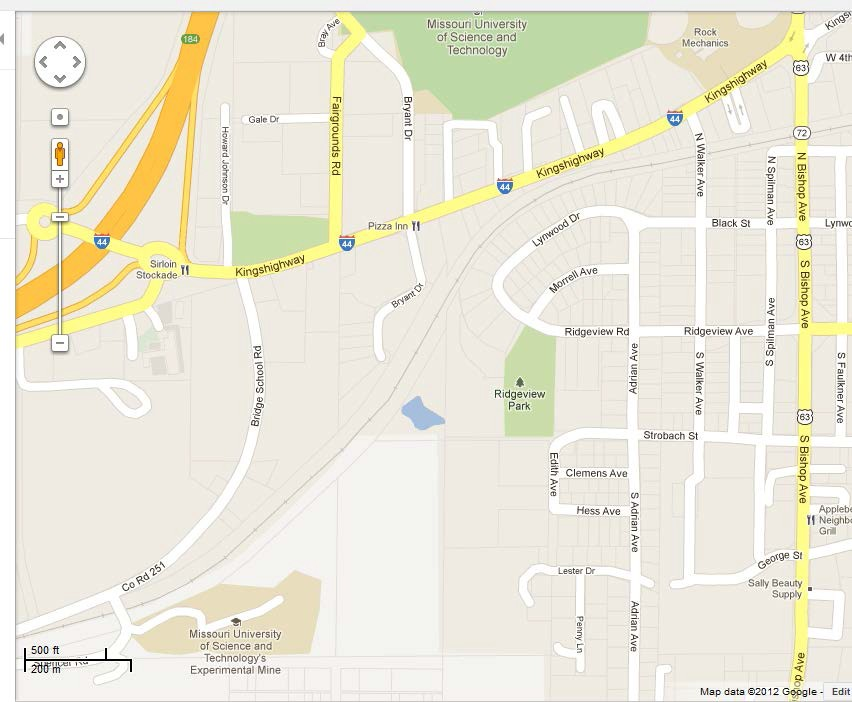 184
Bray Ave
Missouri University
of Science and
Technology
Rock
Mechanics
Kingshighway
63
W 4th
Kingshighway
44
72
Gale Dr
Howard Johnson Dr
Fairgrounds Rd
Bryant Dr
Kingshighway
44
N Walker Ave
N Spilman Ave
N Bishop Ave
Pizza Inn
Lynwood Dr
Black St
44
44
63
Sirloin
Stockade
Kingshighway
Morrell Ave
S Bishop Ave
Bryant Dr
Ridgeview Rd
Ridgeview Ave
S Spilman Ave
Bridge School Rd
Adrian Ave
S Walker Ave
S Faulkner Ave
Ridgeview
Park
63
Strobach St
S Bishop Ave
Edith Ave
Clemens Ave
Hess Ave
S Adrian Ave
Grill
George St
Co Rd 251
Lester Dr
Sally Beauty
Supply
Penny Ln
Adrian Ave
Missouri University
of Science and
Technology's
Experimental Mine
500 ft
Spencer Rd
200 m
Map data ©2012 Google -
Edit